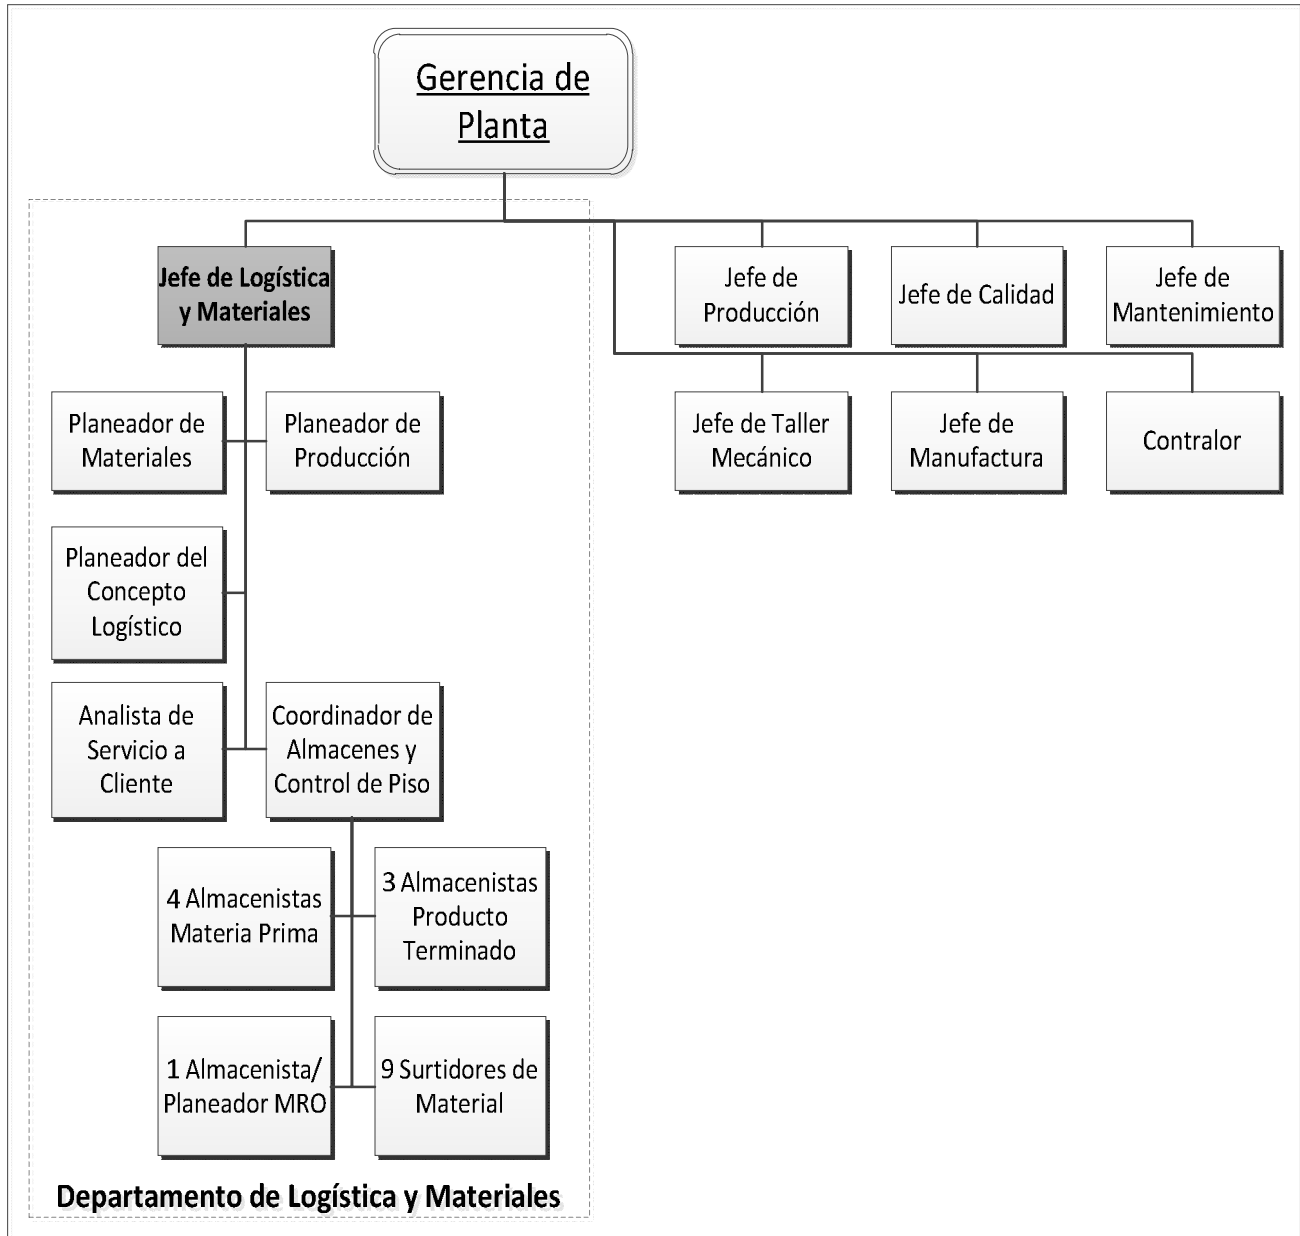 Gerencia de
Planta
Jefe de Logística
y Materiales
Jefe de
Producción
Jefe de Calidad
Jefe de
Mantenimiento
Planeador de
Materiales
Planeador de
Producción
Jefe de Taller
Mecánico
Jefe de
Manufactura
Contralor
Planeador del
Concepto
Logístico
Analista de
Servicio a
Cliente
Coordinador de
Almacenes y
Control de Piso
4 Almacenistas
Materia Prima
3 Almacenistas
Producto
Terminado
1 Almacenista/
Planeador MRO
9 Surtidores de
Material
Departamento de Logística y Materiales